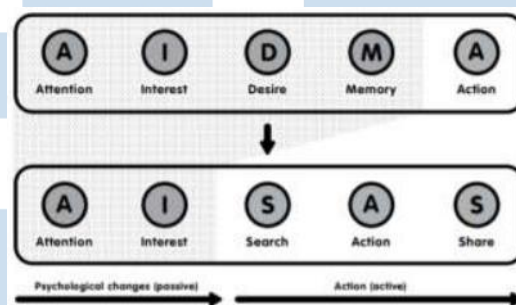 A I D M A
Attention Interest Desire Memory Action
A I S A S
Attention Interest Search Action Share
Psychological changes (passive) Action (active)